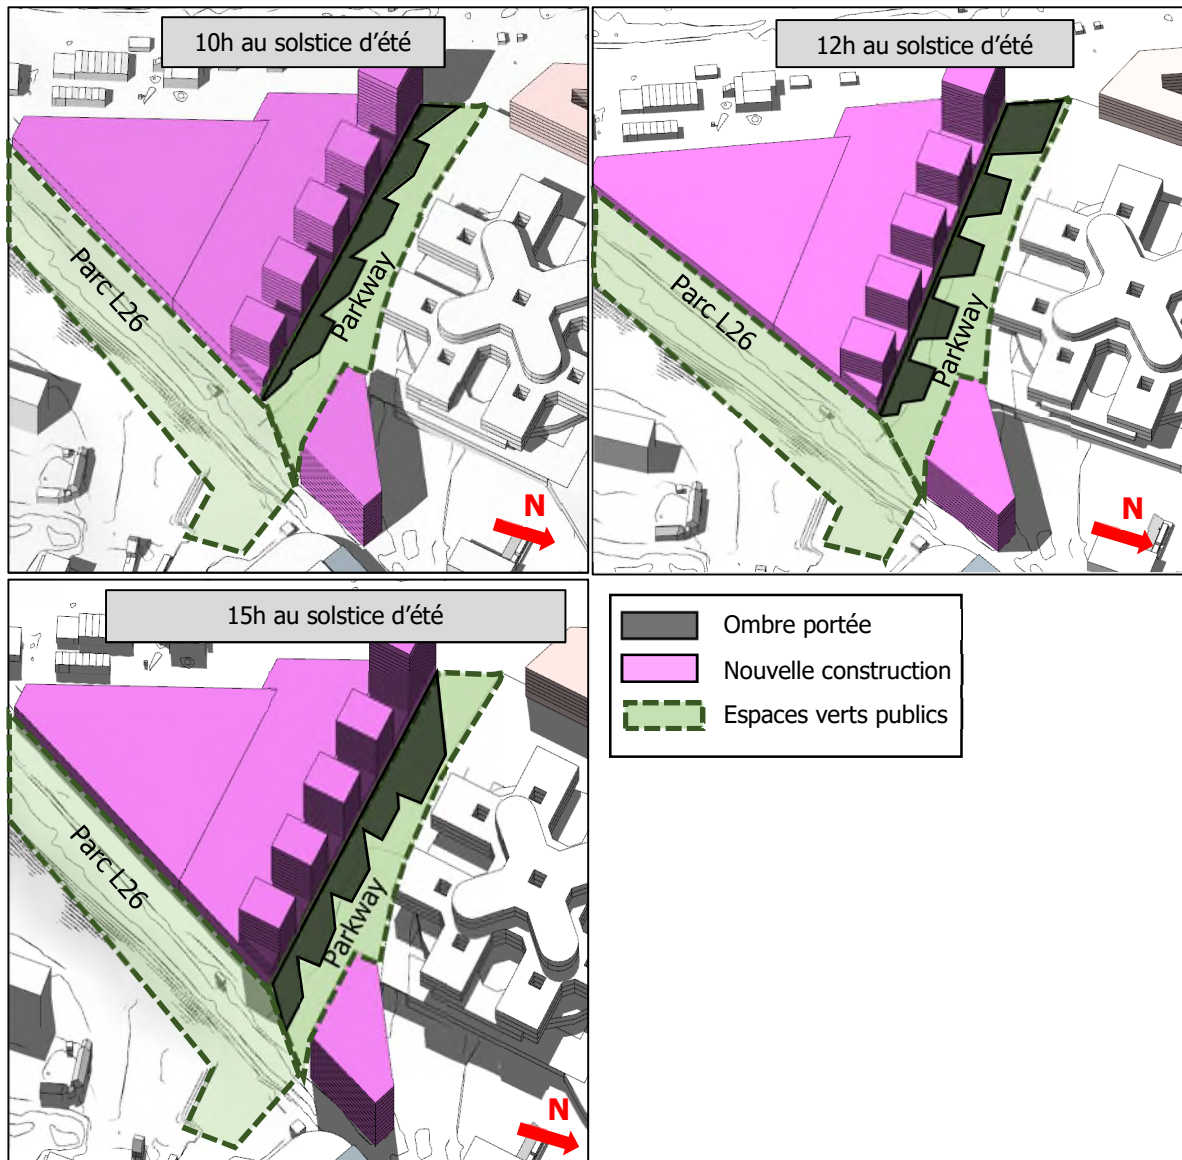 10h au solstice d'été
12h au solstice d'été
Parc L26
Parkway
N
Parc L26
Parkway
N
15h au solstice d'été
Parc L26
Parkway
N
Ombre portée
Nouvelle construction
Espaces verts publics